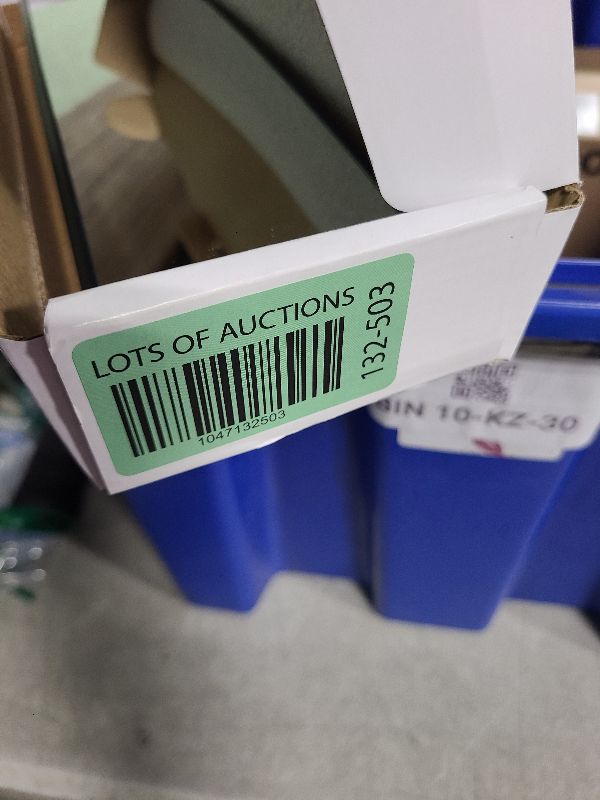 LOTS OF AUCTIONS
1047132503
132-503
BIN 10-KZ-30